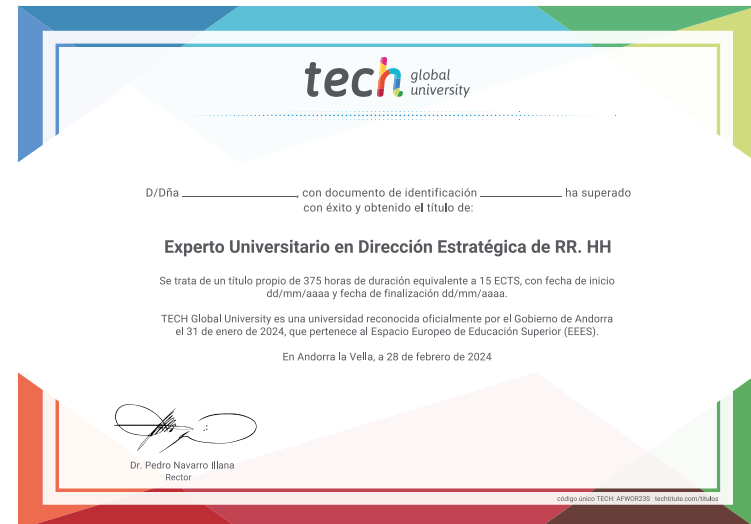 tech global
university
D/Dña ____________________, con documento de identificación ______________ ha superado
con éxito y obtenido el título de:
Experto Universitario en Dirección Estratégica de RR. HH
Se trata de un título propio de 375 horas de duración equivalente a 15 ECTS, con fecha de inicio
dd/mm/aaaa y fecha de finalización dd/mm/aaaa.
TECH Global University es una universidad reconocida oficialmente por el Gobierno de Andorra
el 31 de enero de 2024, que pertenece al Espacio Europeo de Educación Superior (EEES).
En Andorra la Vella, a 28 de febrero de 2024
Dr. Pedro Navarro Illana
Rector
código único TECH: AFWOR23S techtitute.com/titulos